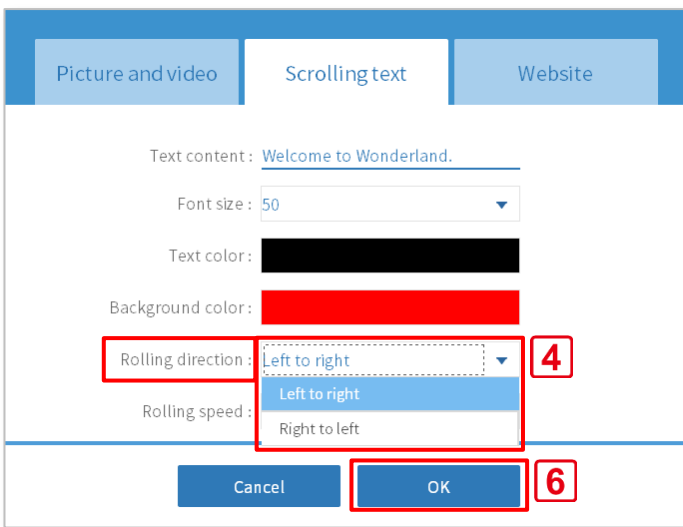 Picture and video Scrolling text Website
Text content : Welcome to Wonderland.
Font size : 50
Text color :
Background color :
Rolling direction : Left to right 4
Left to right
Rolling speed :
Right to left
Cancel OK 6